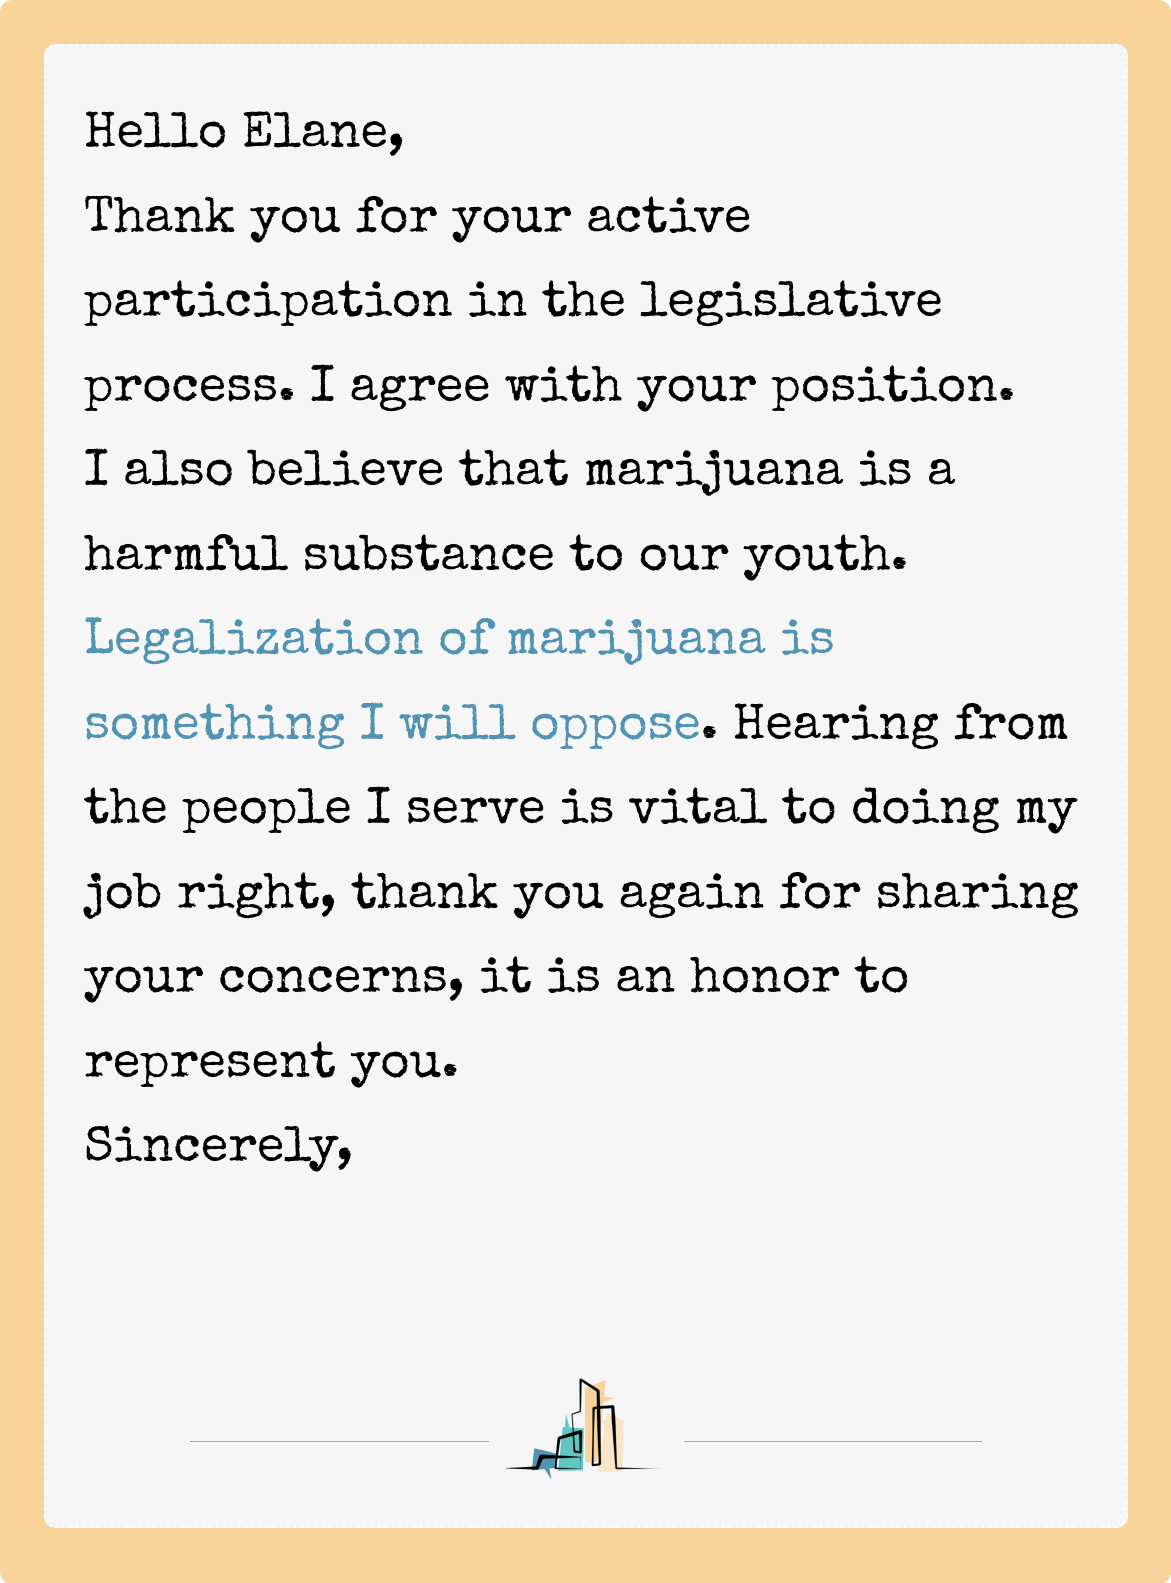 Hello Elane,
Thank you for your active
participation in the legislative
process. I agree with your position.
I also believe that marijuana is a
harmful substance to our youth.
Legalization of marijuana is
something I will oppose. Hearing from
the people I serve is vital to doing my
job right, thank you again for sharing
your concerns, it is an honor to
represent you.
Sincerely,